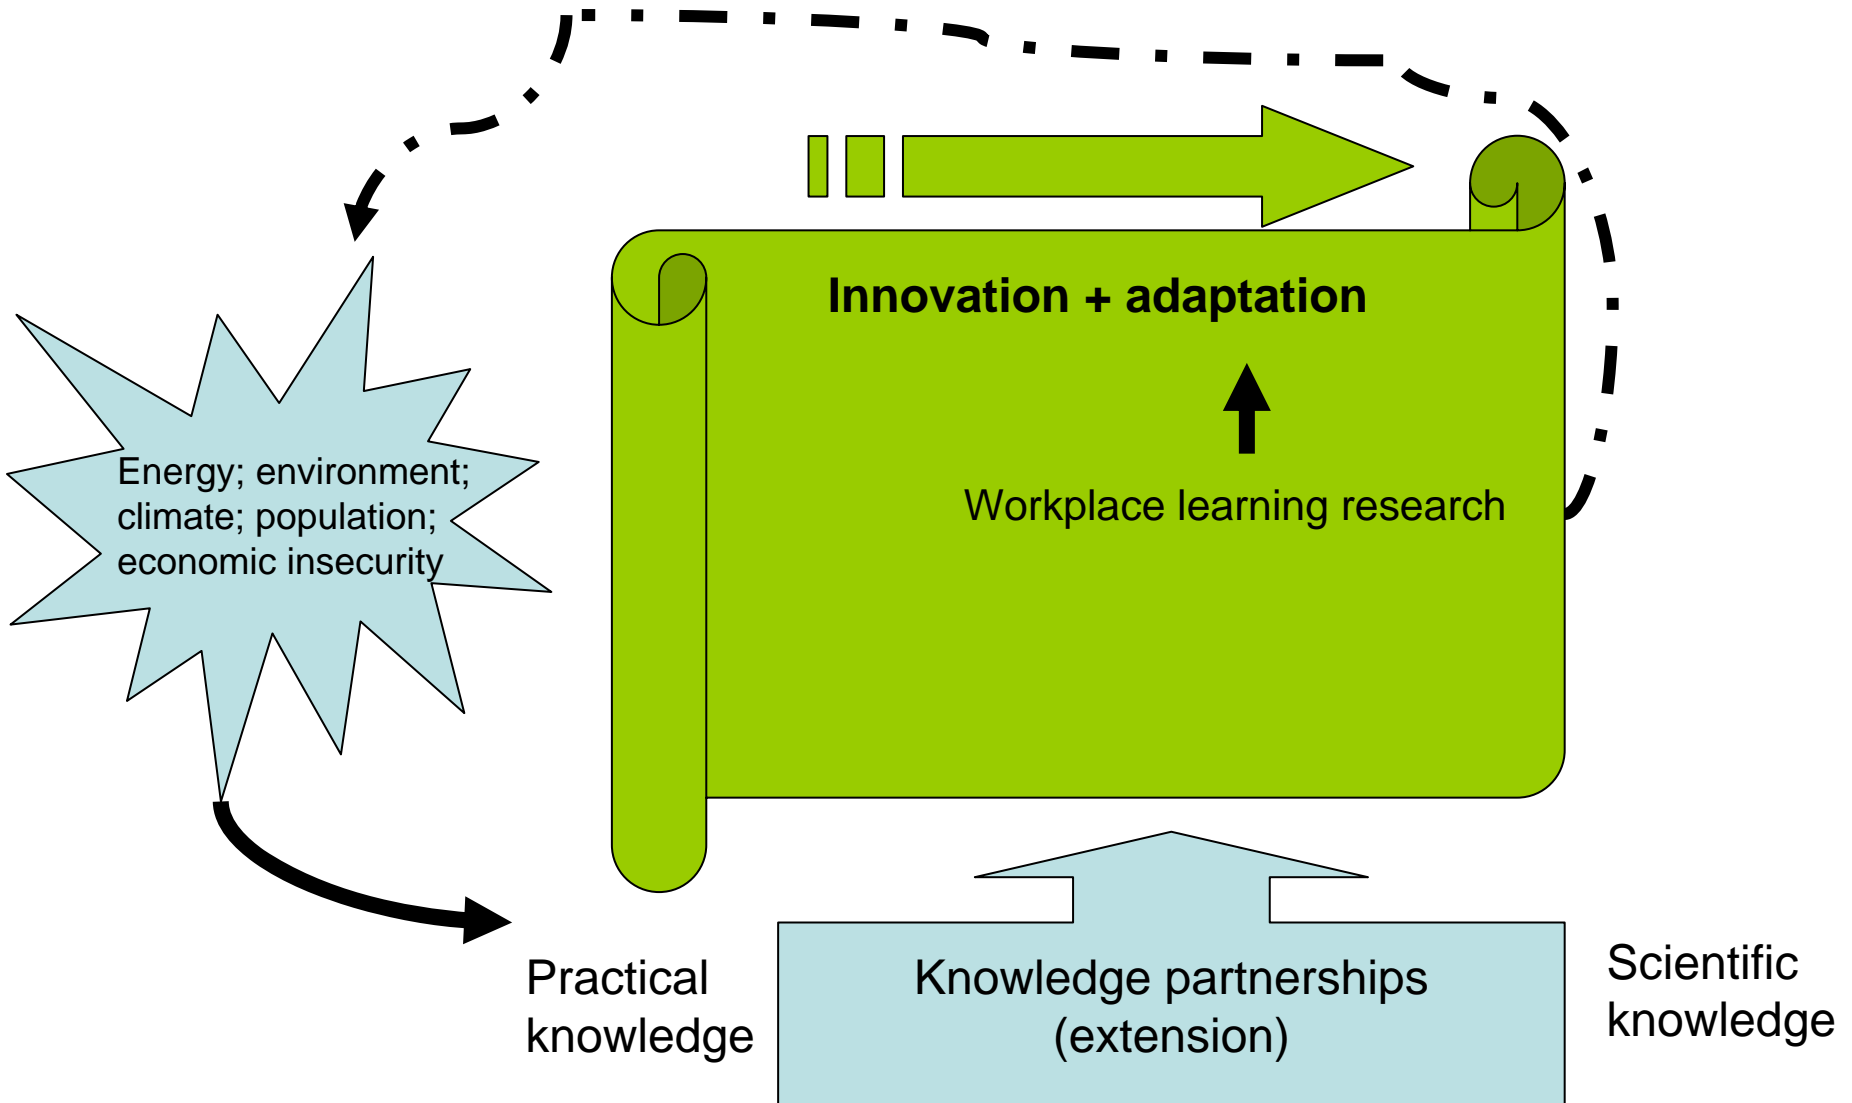 Innovation + adaptation
Workplace learning research
Energy; environment;
climate; population;
economic insecurity
Practical
knowledge
Knowledge partnerships
(extension)
Scientific
knowledge